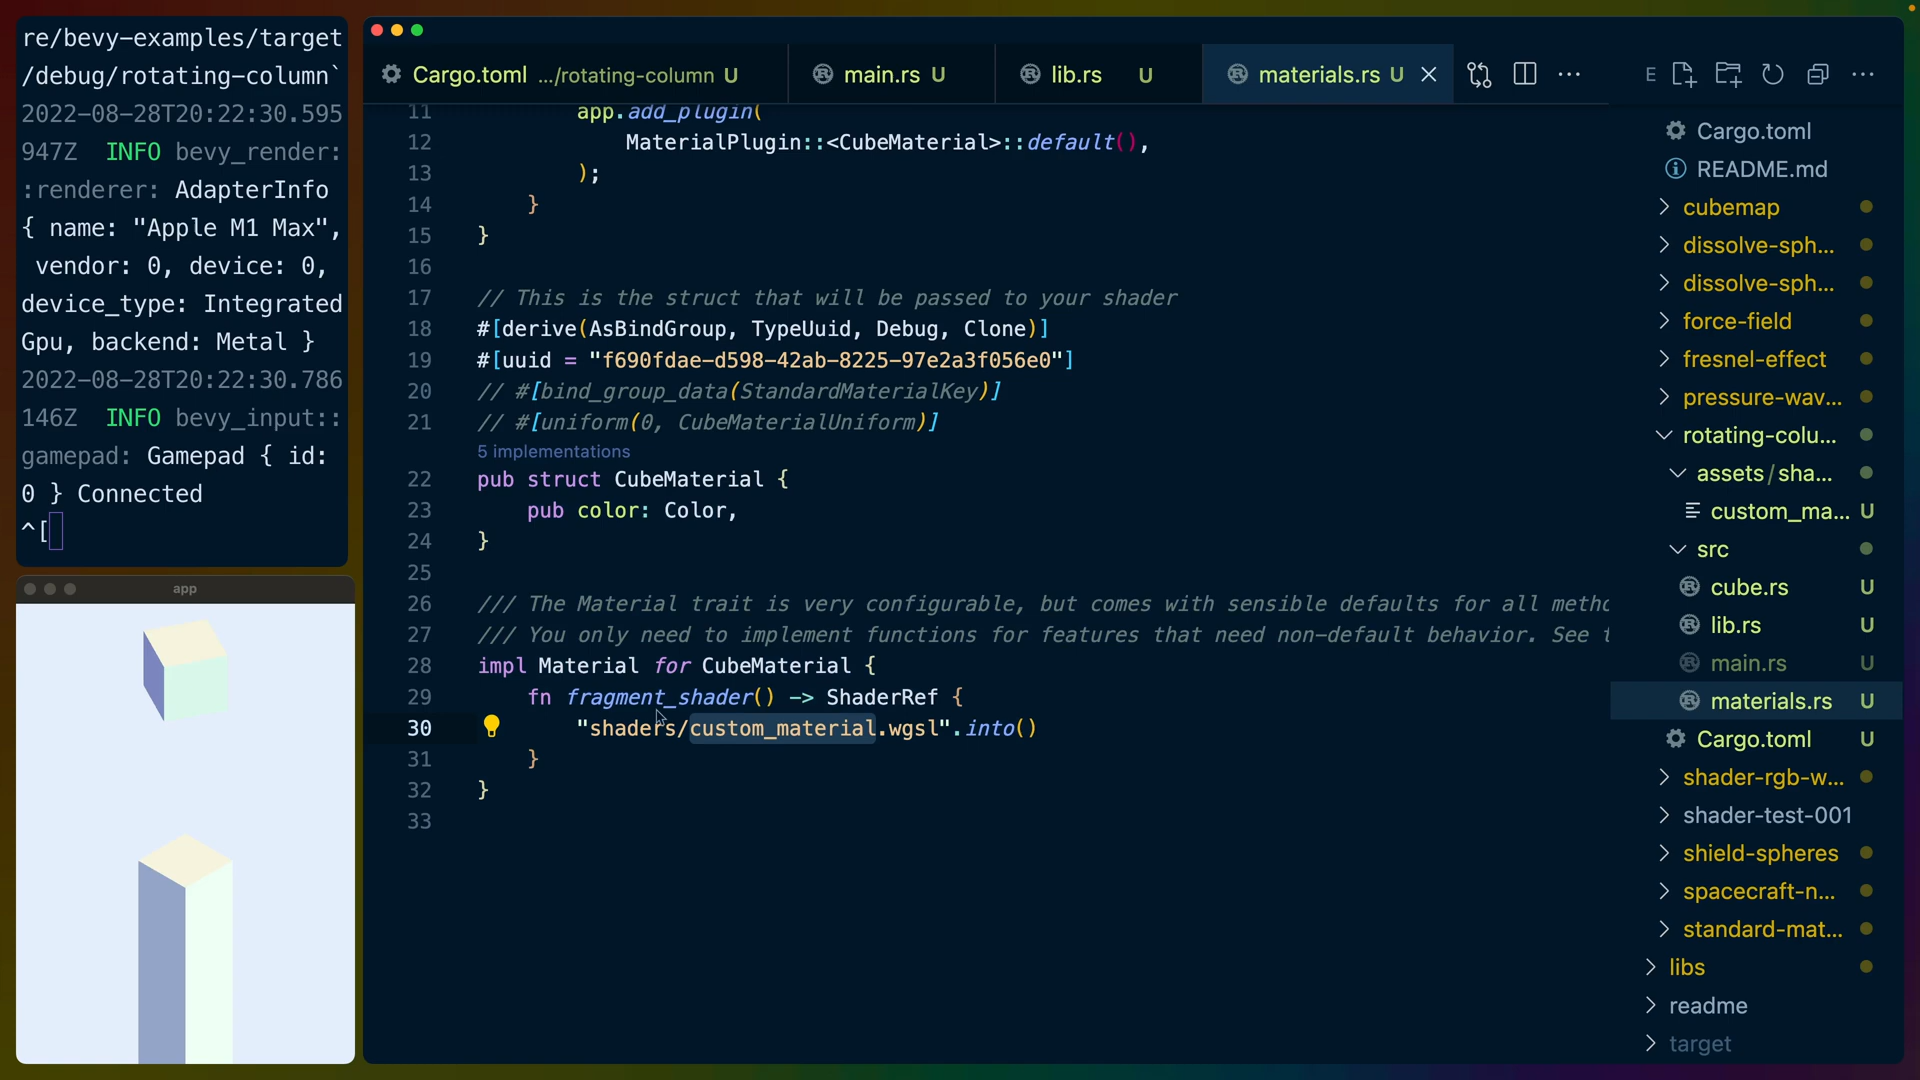 re/bevy-examples/target
/debug/rotating-column`
2022-08-28T20:22:30.595
947Z  INFO bevy_render:
:renderer: AdapterInfo
{ name: "Apple M1 Max",
vendor: 0, device: 0,
device_type: Integrated
Gpu, backend: Metal }
2022-08-28T20:22:30.786
146Z  INFO bevy_input::
gamepad: Gamepad { id:
0 } Connected
^[
app
Cargo.toml .../rotating-column U
main.rs U
lib.rs U
materials.rs U
11 app.add_plugin(
12 MaterialPlugin::<CubeMaterial>::default(),
13 );
14 }
15 }
16
17 // This is the struct that will be passed to your shader
18 #[derive(AsBindGroup, TypeUuid, Debug, Clone)]
19 #[uuid = "f690fdae-d598-42ab-8225-97e2a3f056e0"]
20 // #[bind_group_data(StandardMaterialKey)]
21 // #[uniform(0, CubeMaterialUniform)]
5 implementations
22 pub struct CubeMaterial {
23 pub color: Color,
24 }
25
26 /// The Material trait is very configurable, but comes with sensible defaults for all metho
27 /// You only need to implement functions for features that need non-default behavior. See t
28 impl Material for CubeMaterial {
29 fn fragment_shader() -> ShaderRef {
30 "shaders/custom_material.wgsl".into()
31 }
32 }
33
E
Cargo.toml
README.md
cubemap
dissolve-sph...
dissolve-sph...
force-field
fresnel-effect
pressure-wav...
rotating-colu...
assets/sha...
custom_ma... U
src
cube.rs U
lib.rs U
main.rs U
materials.rs U
Cargo.toml U
shader-rgb-w...
shader-test-001
shield-spheres
spacecraft-n...
standard-mat...
libs
readme
target